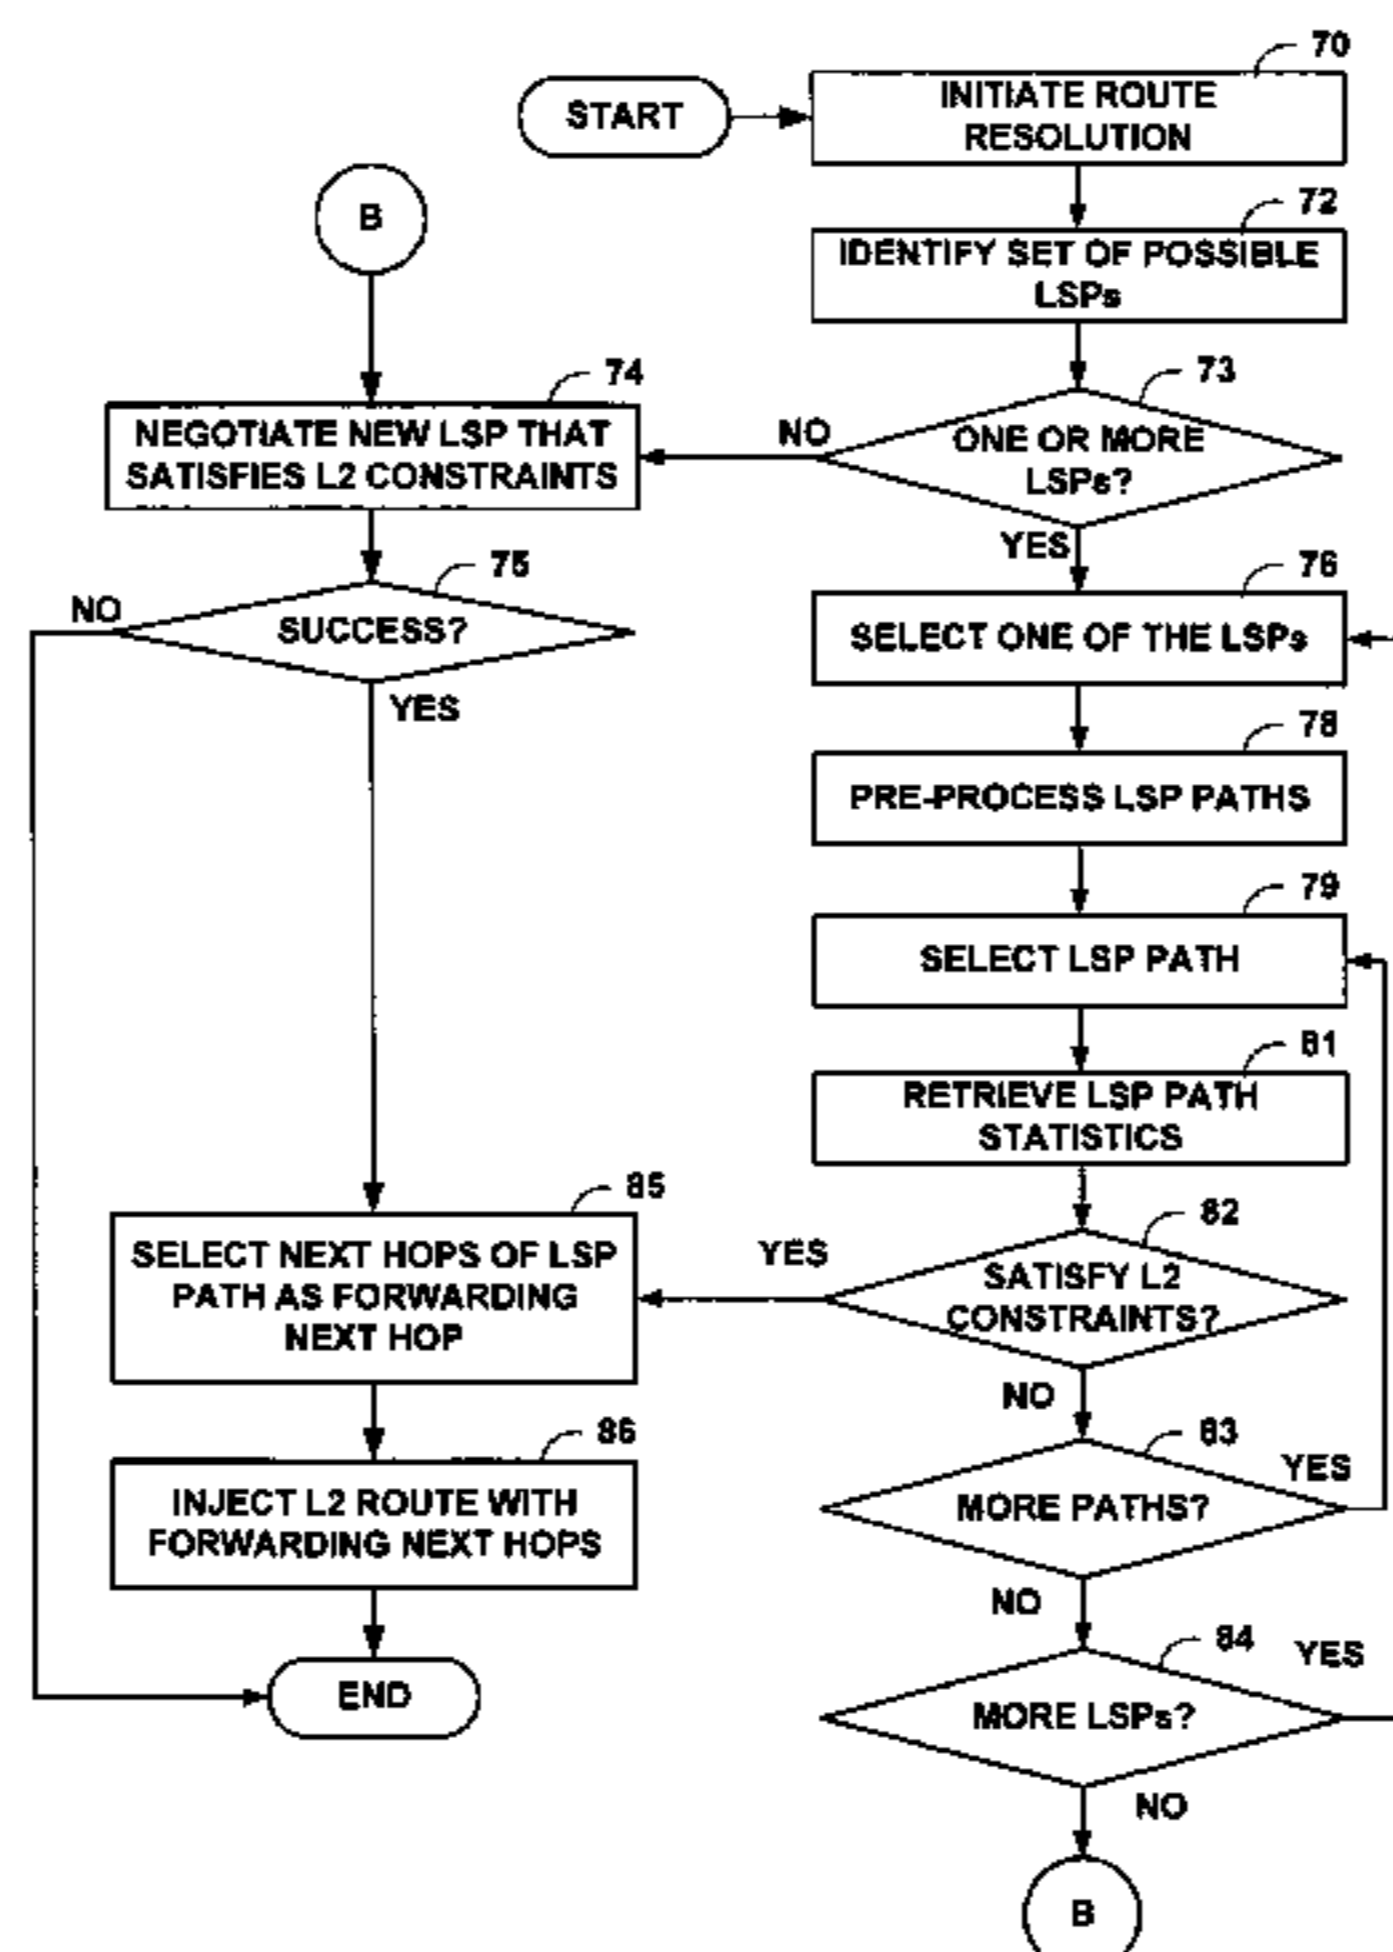 START
70
INITIATE ROUTE
RESOLUTION
72
IDENTIFY SET OF POSSIBLE
LSPs
B
73
ONE OR MORE
LSPs?
NO
YES
74
NEGOTIATE NEW LSP THAT
SATISFIES L2 CONSTRAINTS
75
SUCCESS?
NO
YES
76
SELECT ONE OF THE LSPs
78
PRE-PROCESS LSP PATHS
79
SELECT LSP PATH
81
RETRIEVE LSP PATH
STATISTICS
82
SATISFY L2
CONSTRAINTS?
YES
NO
85
SELECT NEXT HOPS OF LSP
PATH AS FORWARDING
NEXT HOP
86
INJECT L2 ROUTE WITH
FORWARDING NEXT HOPS
END
83
MORE PATHS?
YES
NO
84
MORE LSPs?
YES
NO
B